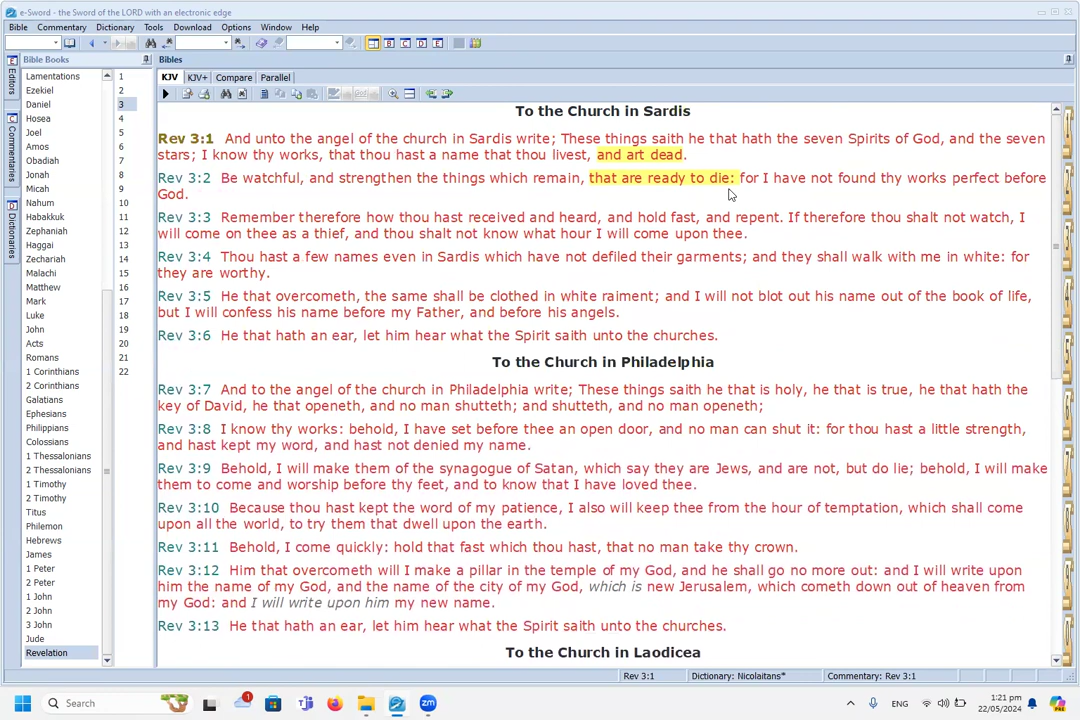 e-Sword - the Sword of the LORD with an electronic edge
Bible Commentary Dictionary Tools Download Options Window Help
B C D E
Bible Books
Bibles
Editors
Commentaries
Dictionaries
Lamentations
Ezekiel
Daniel
Hosea
Joel
Amos
Obadiah
Jonah
Micah
Nahum
Habakkuk
Zephaniah
Haggai
Zechariah
Malachi
Matthew
Mark
Luke
John
Acts
Romans
1 Corinthians
2 Corinthians
Galatians
Ephesians
Philippians
Colossians
1 Thessalonians
2 Thessalonians
1 Timothy
2 Timothy
Titus
Philemon
Hebrews
James
1 Peter
2 Peter
1 John
2 John
3 John
Jude
Revelation
1
2
3
4
5
6
7
8
9
10
11
12
13
14
15
16
17
18
19
20
21
22
KJV KJV+ Compare Parallel
To the Church in Sardis
Rev 3:1 And unto the angel of the church in Sardis write; These things saith he that hath the seven Spirits of God, and the seven
stars; I know thy works, that thou hast a name that thou livest, and art dead.
Rev 3:2 Be watchful, and strengthen the things which remain, that are ready to die: for I have not found thy works perfect before
God.
Rev 3:3 Remember therefore how thou hast received and heard, and hold fast, and repent. If therefore thou shalt not watch, I
will come on thee as a thief, and thou shalt not know what hour I will come upon thee.
Rev 3:4 Thou hast a few names even in Sardis which have not defiled their garments; and they shall walk with me in white: for
they are worthy.
Rev 3:5 He that overcometh, the same shall be clothed in white raiment; and I will not blot out his name out of the book of life,
but I will confess his name before my Father, and before his angels.
Rev 3:6 He that hath an ear, let him hear what the Spirit saith unto the churches.
To the Church in Philadelphia
Rev 3:7 And to the angel of the church in Philadelphia write; These things saith he that is holy, he that is true, he that hath the
key of David, he that openeth, and no man shutteth; and shutteth, and no man openeth;
Rev 3:8 I know thy works: behold, I have set before thee an open door, and no man can shut it: for thou hast a little strength,
and hast kept my word, and hast not denied my name.
Rev 3:9 Behold, I will make them of the synagogue of Satan, which say they are Jews, and are not, but do lie; behold, I will make
them to come and worship before thy feet, and to know that I have loved thee.
Rev 3:10 Because thou hast kept the word of my patience, I also will keep thee from the hour of temptation, which shall come
upon all the world, to try them that dwell upon the earth.
Rev 3:11 Behold, I come quickly: hold that fast which thou hast, that no man take thy crown.
Rev 3:12 Him that overcometh will I make a pillar in the temple of my God, and he shall go no more out: and I will write upon
him the name of my God, and the name of the city of my God, which is new Jerusalem, which cometh down out of heaven from
my God: and I will write upon him my new name.
Rev 3:13 He that hath an ear, let him hear what the Spirit saith unto the churches.
To the Church in Laodicea
Rev 3:1 Dictionary: Nicolaitans* Commentary: Rev 3:1
Search
1
zm
ENG
1:21 pm
22/05/2024
PRE